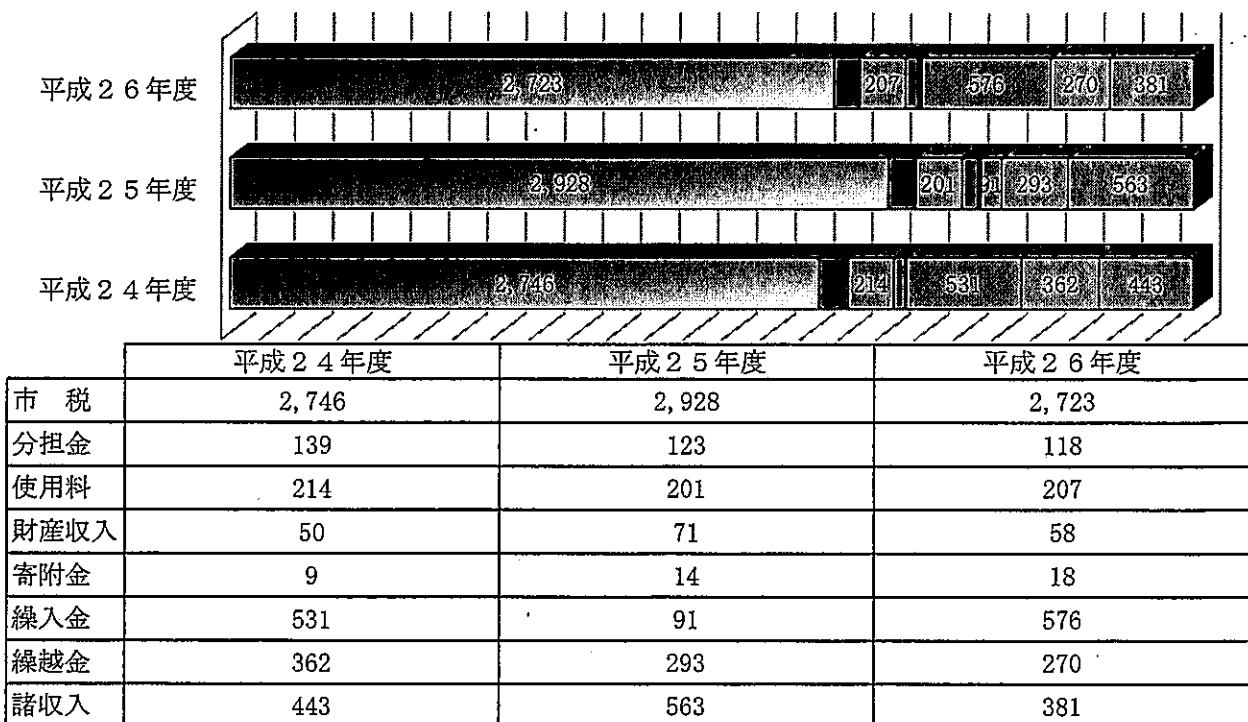 平成26年度
2,723 207 576 270 381
平成25年度
2,928 201 91 293 563
平成24年度
2,746 214 531 362 443
平成24年度 平成25年度 平成26年度
市 税 2,746 2,928 2,723
分担金 139 123 118
使用料 214 201 207
財産収入 50 71 58
寄附金 9 14 18
繰入金 531 91 576
繰越金 362 293 270
諸収入 443 563 381